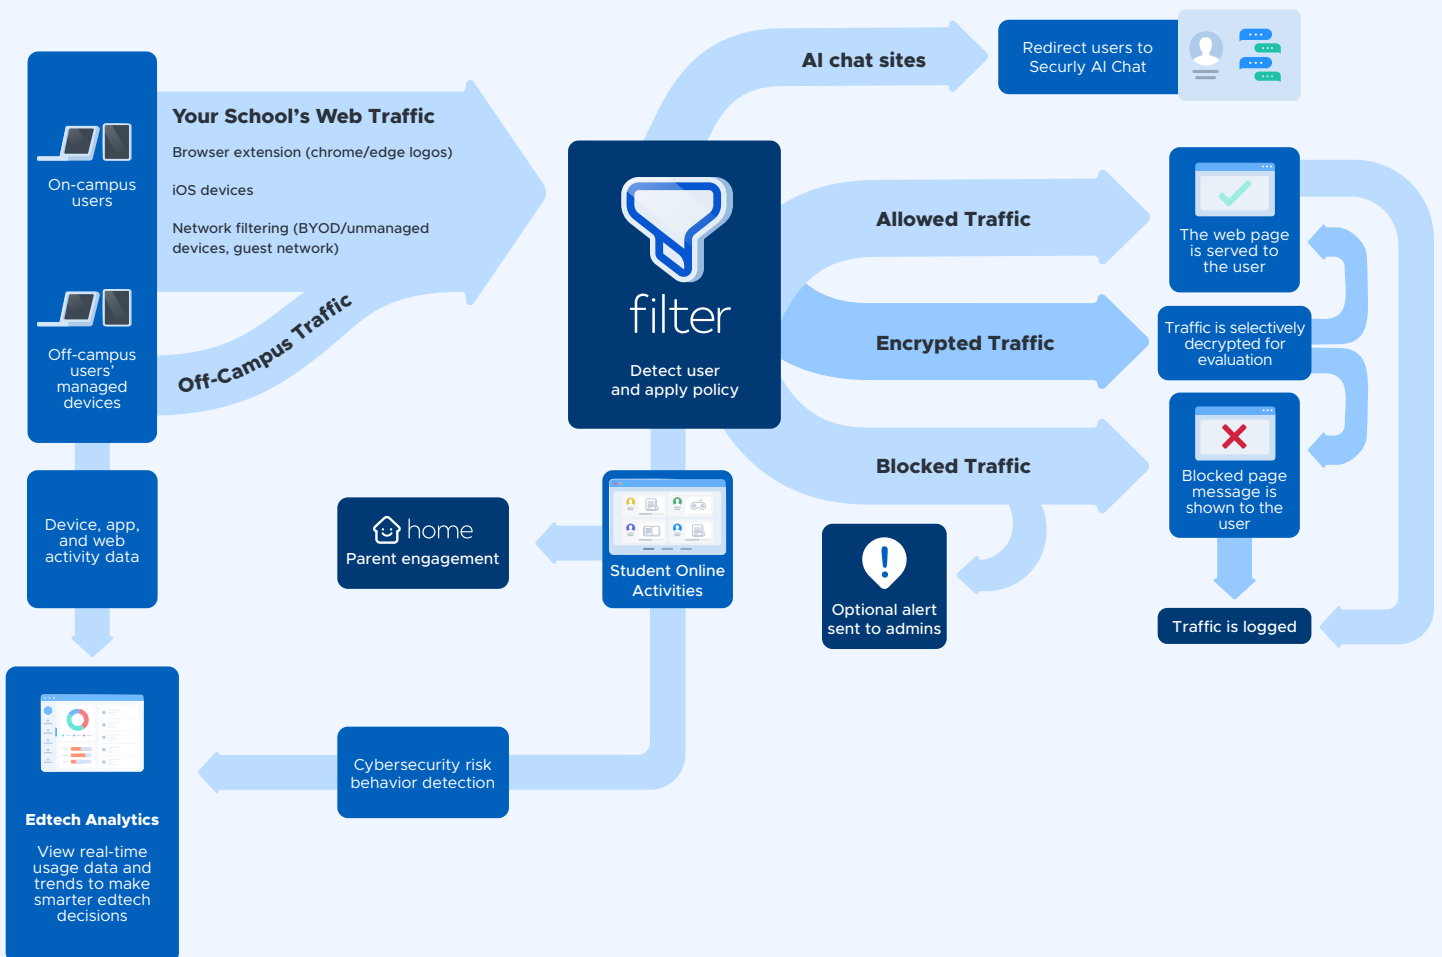 On-campus
users
Off-campus
users’
managed
devices
Your School’s Web Traffic
Browser extension (chrome/edge logos)
iOS devices
Network filtering (BYOD/unmanaged
devices, guest network)
Off-Campus Traffic
filter
Detect user
and apply policy
AI chat sites
Redirect users to
Securly AI Chat
Allowed Traffic
The web page
is served to
the user
Encrypted Traffic
Traffic is selectively
decrypted for
evaluation
Blocked Traffic
Blocked page
message is
shown to the
user
Optional alert
sent to admins
Traffic is logged
Device, app,
and web
activity data
home
Parent engagement
Student Online
Activities
Cybersecurity risk
behavior detection
Edtech Analytics
View real-time
usage data and
trends to make
smarter edtech
decisions